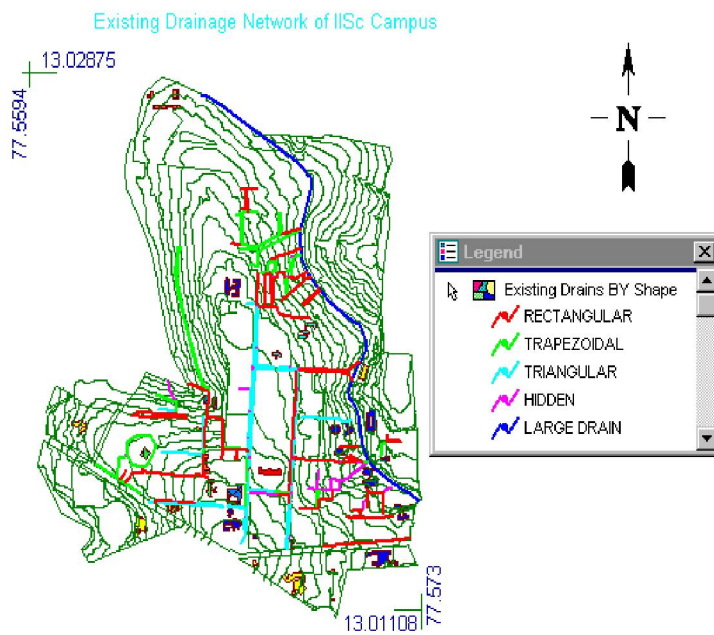 Existing Drainage Network of IISc Campus
13.02875
77.5594
N
Legend
Existing Drains BY Shape
RECTANGULAR
TRAPEZOIDAL
TRIANGULAR
HIDDEN
LARGE DRAIN
13.01108
77.573